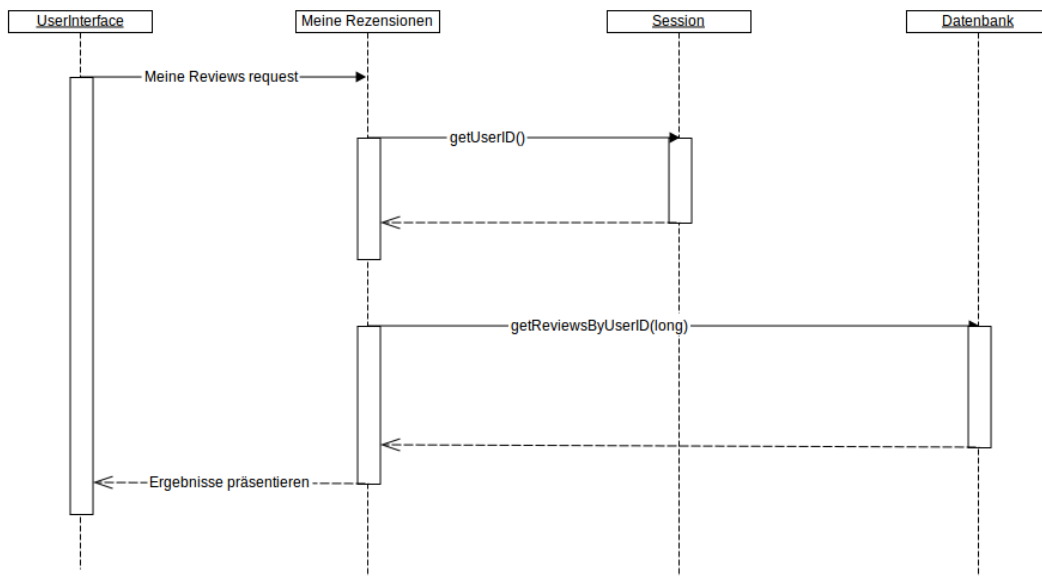 UserInterface
Meine Rezensionen
Session
Datenbank
Meine Reviews request
getUserID()
getReviewsByUserID(long)
Ergebnisse präsentieren